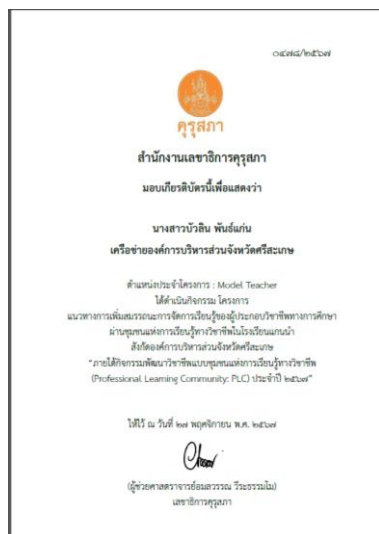 ๐๔๗๘/๒๕๖๗
คุรุสภา
สำนักงานเลขาธิการคุรุสภา
มอบเกียรติบัตรนี้เพื่อแสดงว่า
นางสาวบัวลิน พันธ์แก่น
เครือข่ายองค์การบริหารส่วนจังหวัดศรีสะเกษ
ตำแหน่งประจำโครงการ : Model Teacher
ได้ดำเนินกิจกรรม โครงการ
แนวทางการเพิ่มสมรรถนะการจัดการเรียนรู้ของผู้ประกอบวิชาชีพทางการศึกษา
ผ่านชุมชนแห่งการเรียนรู้ทางวิชาชีพในโรงเรียนแกนนำ
สังกัดองค์การบริหารส่วนจังหวัดศรีสะเกษ
"ภายใต้กิจกรรมพัฒนาวิชาชีพแบบชุมชนแห่งการเรียนรู้ทางวิชาชีพ
(Professional Learning Community: PLC) ประจำปี ๒๕๖๗"
ให้ไว้ ณ วันที่ ๒๗ พฤศจิกายน พ.ศ. ๒๕๖๗
(ผู้ช่วยศาสตราจารย์อมลวรรณ วีระธรรมโม)
เลขาธิการคุรุสภา